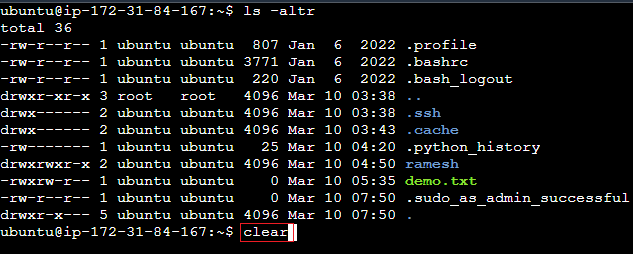 ubuntu@ip-172-31-84-167:~$ ls -altr
total 36
-rw-r--r-- 1 ubuntu ubuntu  807 Jan  6  2022 .profile
-rw-r--r-- 1 ubuntu ubuntu 3771 Jan  6  2022 .bashrc
-rw-r--r-- 1 ubuntu ubuntu  220 Jan  6  2022 .bash_logout
drwxr-xr-x 3 root   root   4096 Mar 10 03:38 ..
drwx------ 2 ubuntu ubuntu 4096 Mar 10 03:38 .ssh
drwx------ 2 ubuntu ubuntu 4096 Mar 10 03:43 .cache
-rw------- 1 ubuntu ubuntu   25 Mar 10 04:20 .python_history
drwxrwxr-x 2 ubuntu ubuntu 4096 Mar 10 04:50 ramesh
-rwxrw-r-- 1 ubuntu ubuntu    0 Mar 10 05:35 demo.txt
-rw-r--r-- 1 ubuntu ubuntu    0 Mar 10 07:50 .sudo_as_admin_successful
drwxr-x--- 5 ubuntu ubuntu 4096 Mar 10 07:50 .
ubuntu@ip-172-31-84-167:~$ clear